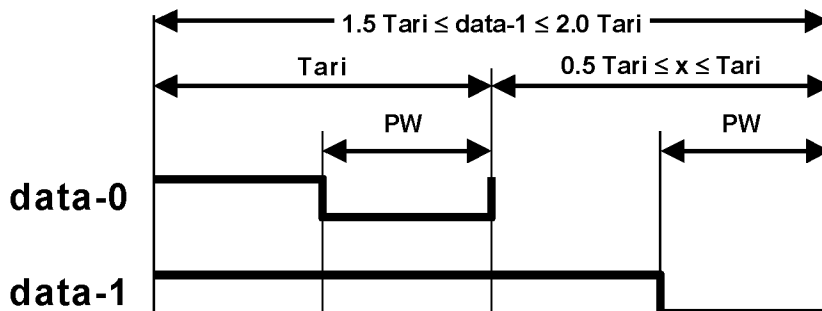 1.5 Tari ≤ data-1 ≤ 2.0 Tari
Tari
0.5 Tari ≤ x ≤ Tari
PW
PW
data-0
data-1